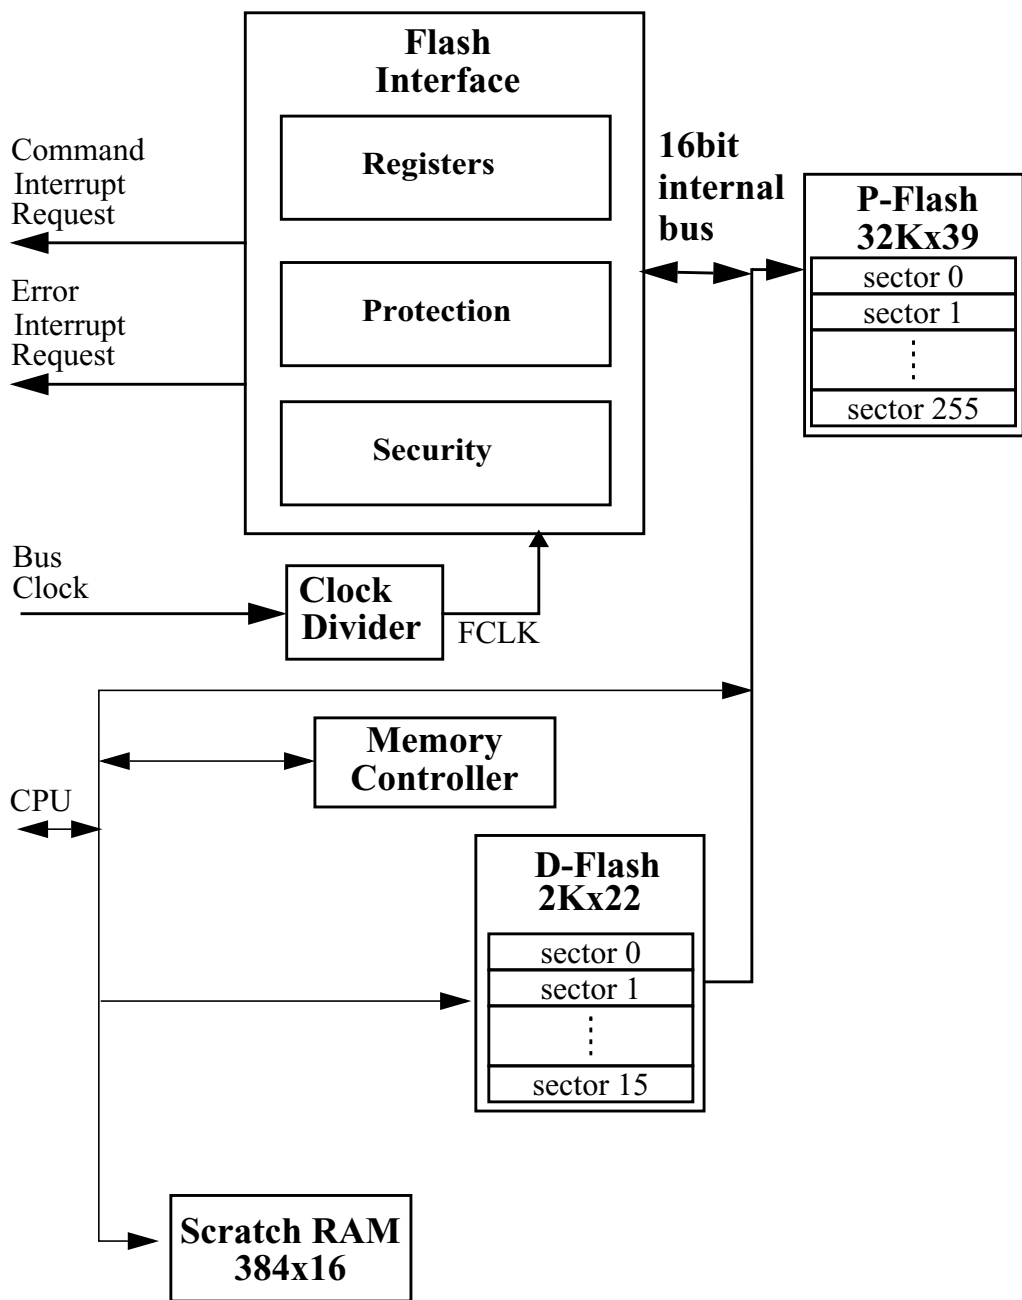 Flash
Interface
Registers
Protection
Security
Command
Interrupt
Request
Error
Interrupt
Request
16bit
internal
bus
P-Flash
32Kx39
sector 0
sector 1
sector 255
Bus
Clock
Clock
Divider
FCLK
Memory
Controller
CPU
D-Flash
2Kx22
sector 0
sector 1
sector 15
Scratch RAM
384x16